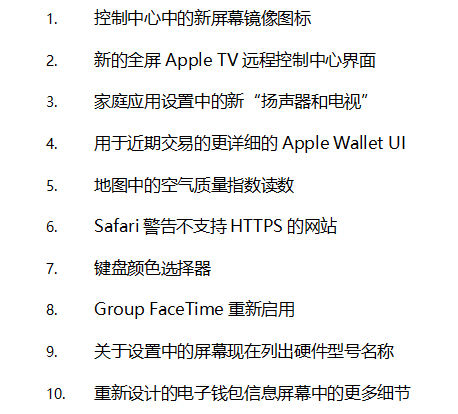 1. 控制中心中的新屏幕镜像图标
2. 新的全屏 Apple TV 远程控制中心界面
3. 家庭应用设置中的新“扬声器和电视”
4. 用于近期交易的更详细的 Apple Wallet UI
5. 地图中的空气质量指数读数
6. Safari 警告不支持 HTTPS 的网站
7. 键盘颜色选择器
8. Group FaceTime 重新启用
9. 关于设置中的屏幕现在列出硬件型号名称
10. 重新设计的电子钱包信息屏幕中的更多细节